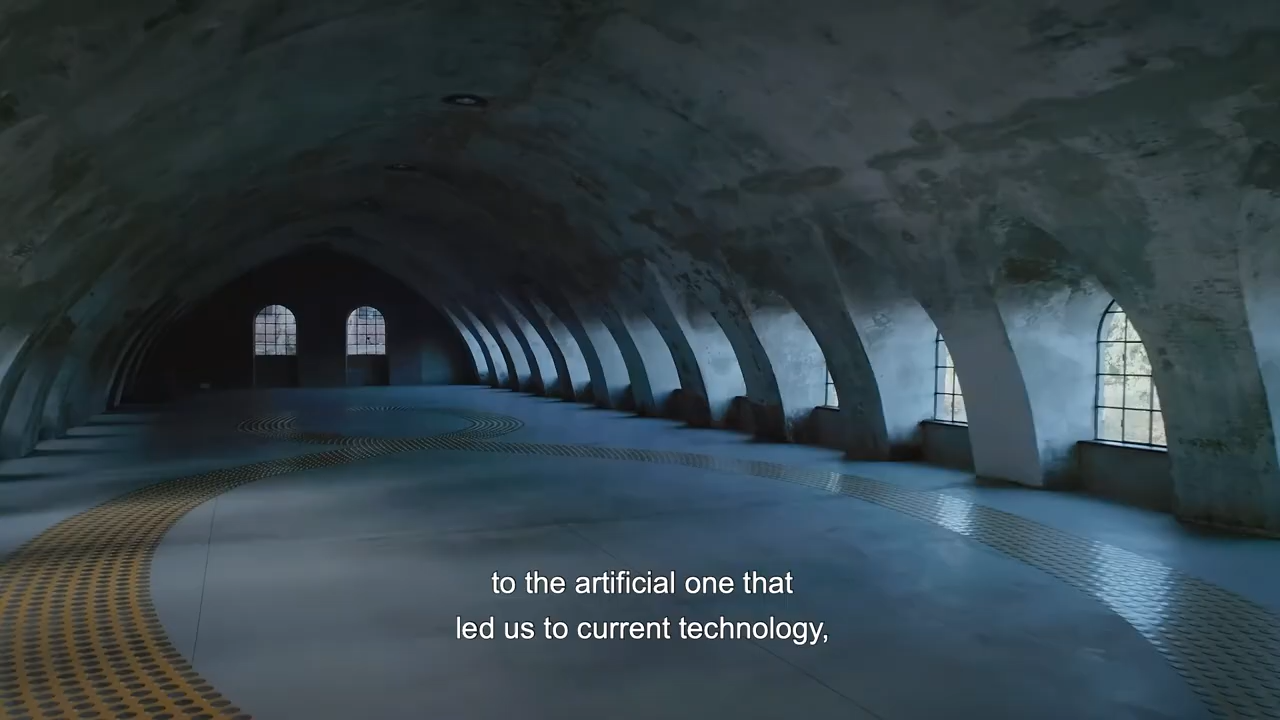 to the artificial one that
led us to current technology,